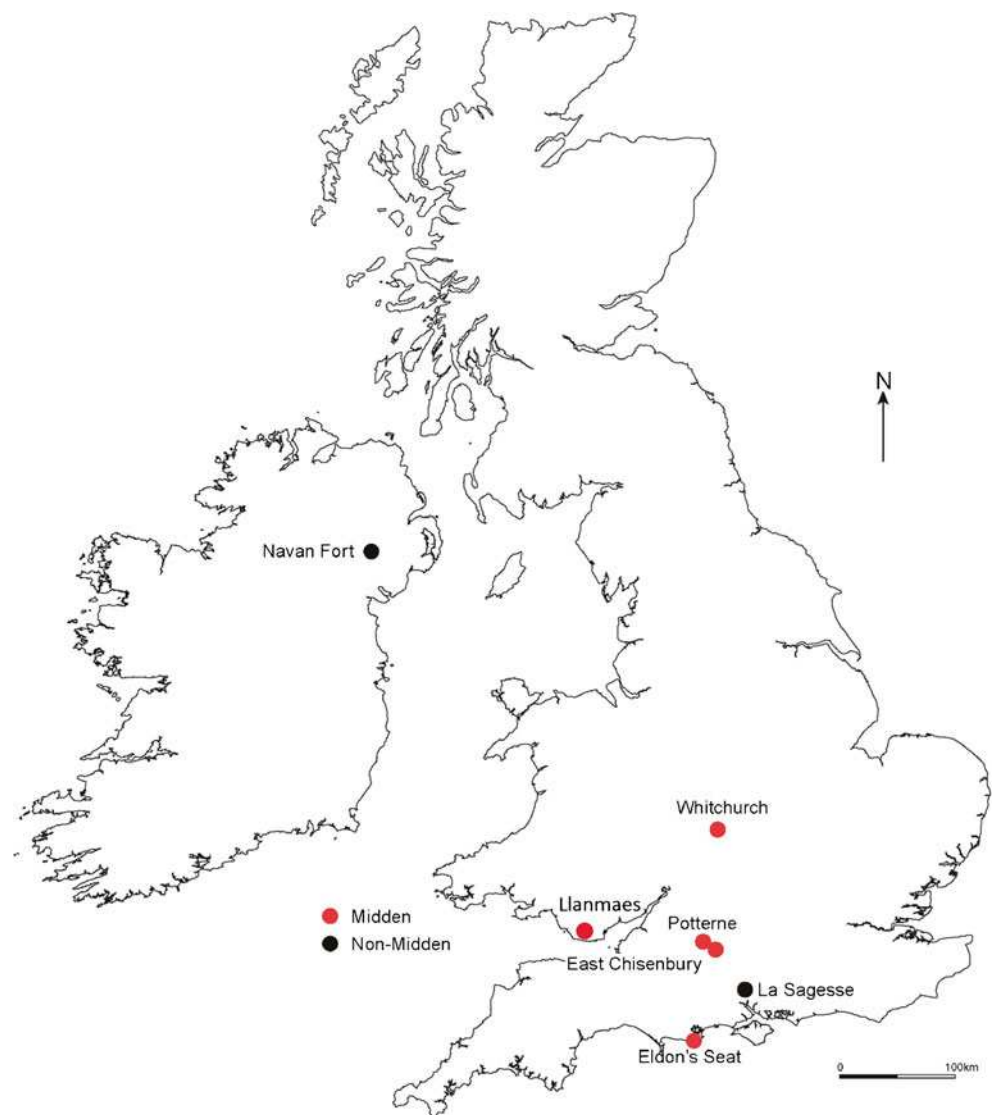 N
Navan Fort
Whitchurch
Llanmaes
Midden
Non-Midden
Potterne
East Chisenbury
La Sagesse
Eldon's Seat
0 100km